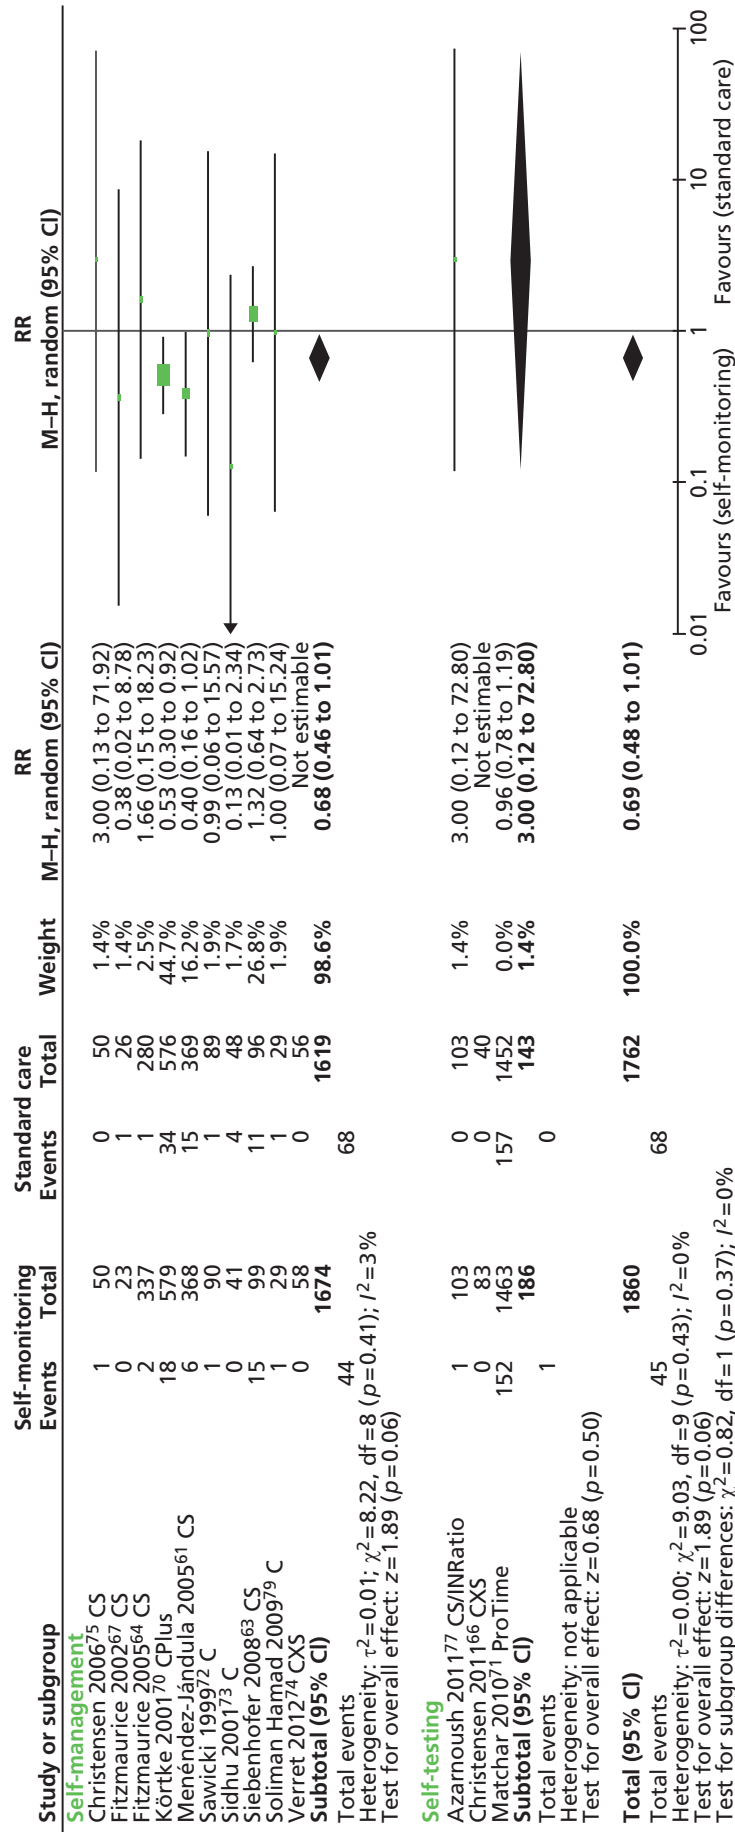 Self-monitoring Standard care RR RR
Study or subgroup Events Total Events Total Weight M–H, random (95% CI) M–H, random (95% CI)
Self-management
Christensen 2006⁷⁵ CS 1 50 0 50 1.4% 3.00 (0.13 to 71.92)
Fitzmaurice 2002⁶⁷ CS 0 23 1 26 1.4% 0.38 (0.02 to 8.78)
Fitzmaurice 2005⁶⁴ CS 2 337 1 280 2.5% 1.66 (0.15 to 18.23)
Körtke 2001⁷⁰ CPlus 18 579 34 576 44.7% 0.53 (0.30 to 0.92)
Menéndez-Jándula 2005⁶¹ CS 6 368 15 369 16.2% 0.40 (0.16 to 1.02)
Sawicki 1999⁷² C 1 90 1 89 1.9% 0.99 (0.06 to 15.57)
Sidhu 2001⁷³ C 0 41 4 48 1.7% 0.13 (0.01 to 2.34)
Siebenhofer 2008⁶³ CS 15 99 11 96 26.8% 1.32 (0.64 to 2.73)
Soliman Hamad 2009⁷⁹ C 1 29 1 29 1.9% 1.00 (0.07 to 15.24)
Verret 2012⁷⁴ CXS 0 58 0 56 Not estimable
Subtotal (95% CI) 1674 1619 98.6% 0.68 (0.46 to 1.01)
Total events 44 68
Heterogeneity: τ²=0.01; χ²=8.22, df=8 (p=0.41); I²=3%
Test for overall effect: z=1.89 (p=0.06)
Self-testing
Azarnoush 2011⁷⁷ CS/INRatio 1 103 0 103 1.4% 3.00 (0.12 to 72.80)
Christensen 2011⁶⁶ CXS 0 83 0 40 Not estimable
Matchar 2010⁷¹ ProTime 152 1463 157 1452 0.0% 0.96 (0.78 to 1.19)
Subtotal (95% CI) 186 143 1.4% 3.00 (0.12 to 72.80)
Total events 1 0
Heterogeneity: not applicable
Test for overall effect: z=0.68 (p=0.50)
Total (95% CI) 1860 1762 100.0% 0.69 (0.48 to 1.01)
Total events 45 68
Heterogeneity: τ²=0.00; χ²=9.03, df=9 (p=0.43); I²=0%
Test for overall effect: z=1.89 (p=0.06)
Test for subgroup differences: χ²=0.82, df=1 (p=0.37); I²=0%
0.01 0.1 1 10 100
Favours (self-monitoring) Favours (standard care)